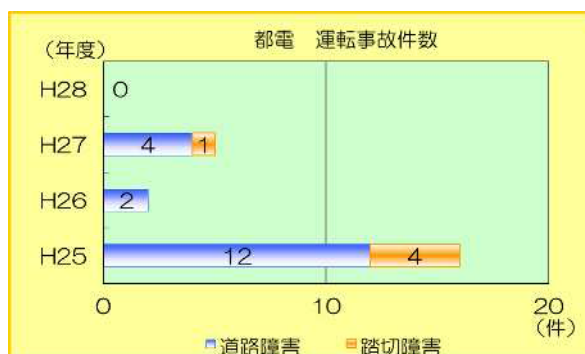 都電 運転事故件数
（年度）
H28 0
H27 4 1
H26 2
H25 12 4
0 10 20
（件）
道路障害 踏切障害